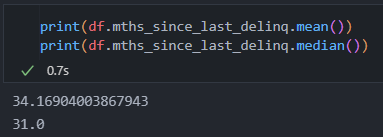 print(df.mths_since_last_delinq.mean())
print(df.mths_since_last_delinq.median())
✓ 0.7s
34.16904003867943
31.0